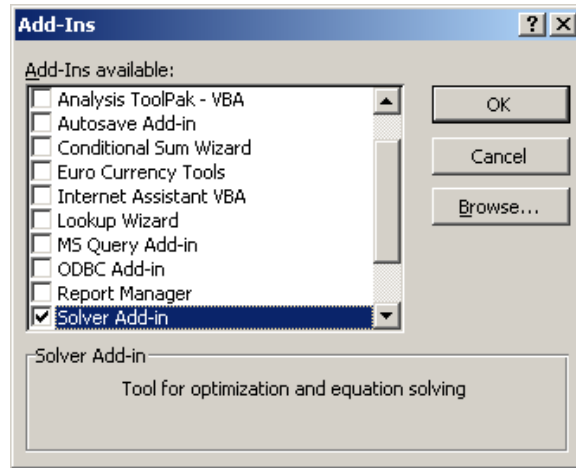 Add-Ins
Add-Ins available:
Analysis ToolPak - VBA
Autosave Add-in
Conditional Sum Wizard
Euro Currency Tools
Internet Assistant VBA
Lookup Wizard
MS Query Add-in
ODBC Add-in
Report Manager
Solver Add-in
OK
Cancel
Browse...
Solver Add-in
Tool for optimization and equation solving